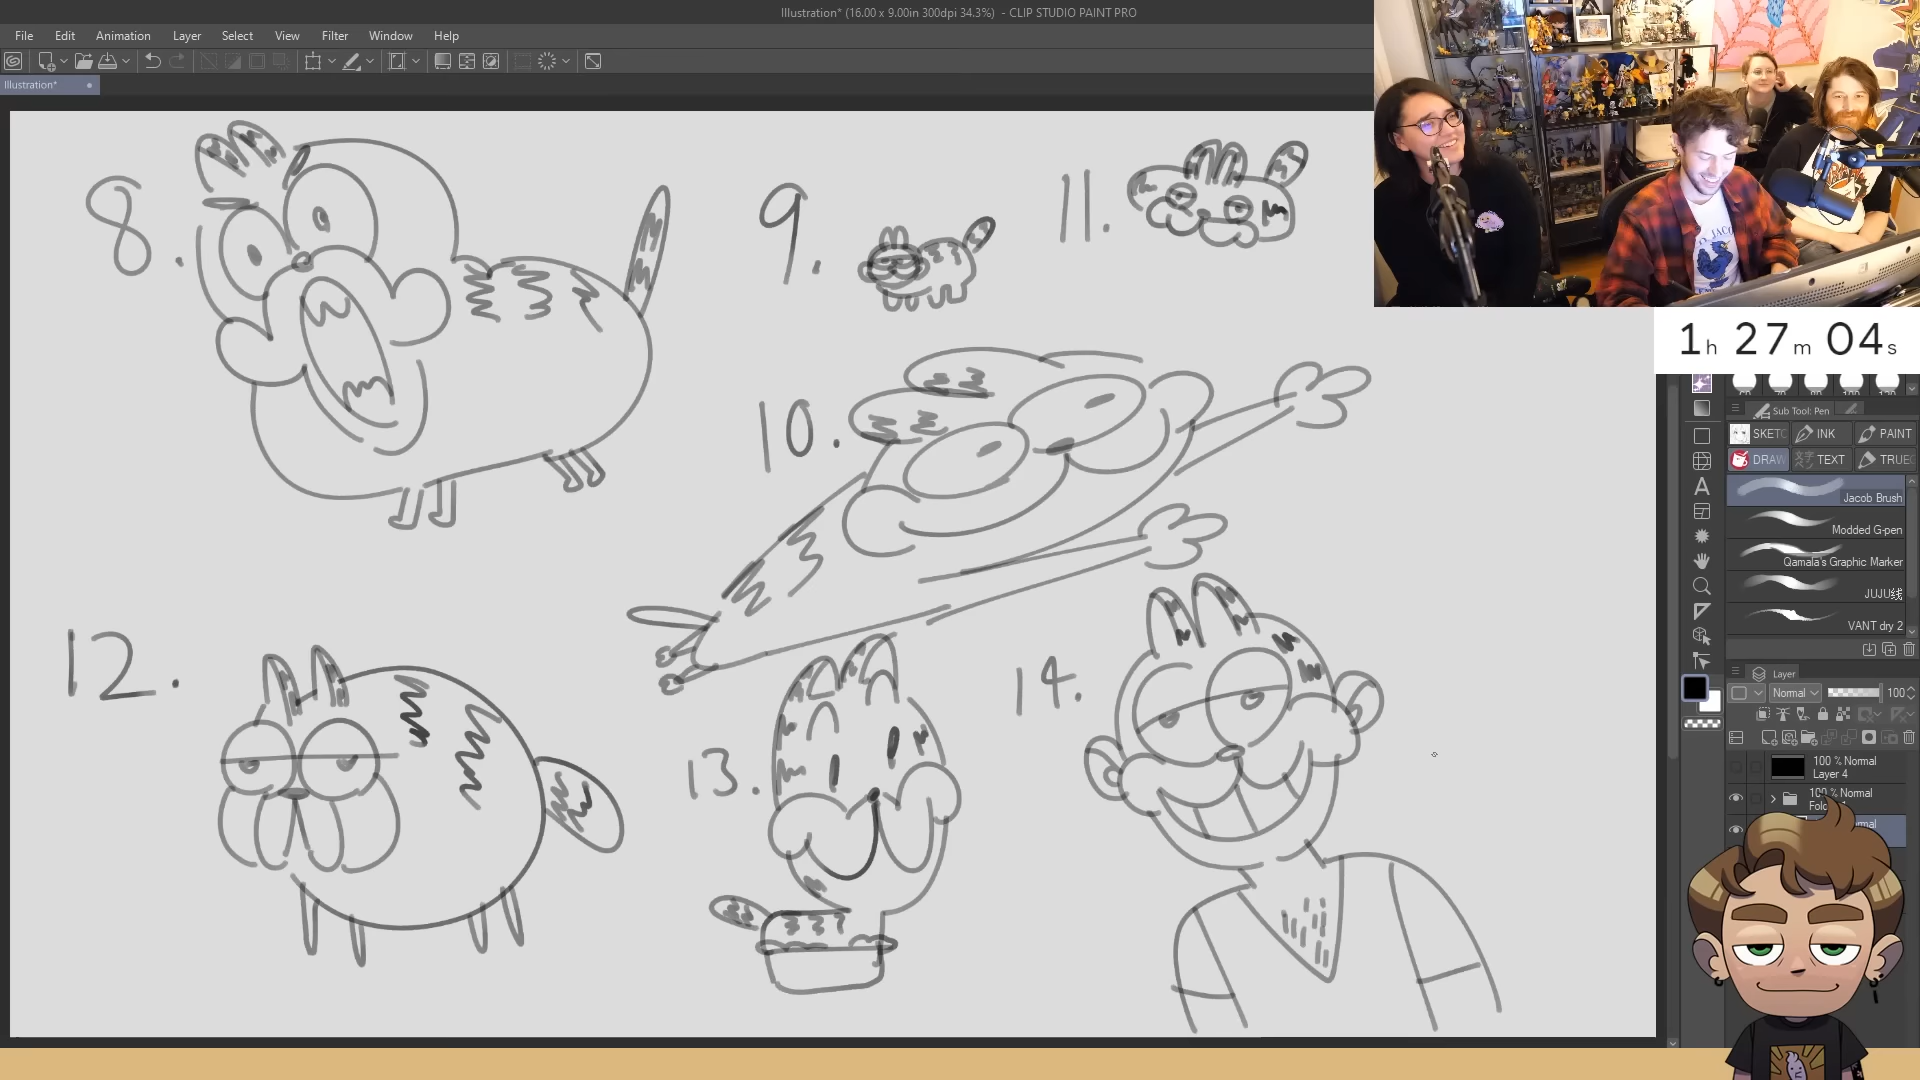 Illustration* (16.00 x 9.00in 300dpi 34.3%) - CLIP STUDIO PAINT PRO
File Edit Animation Layer Select View Filter Window Help
Illustration*
8.
9.
11.
10.
12.
13.
14.
1h 27m 04s
Sub Tool: Pen
SKETC INK PAINT
DRAW TEXT TRUEC
Jacob Brush
Modded G-pen
Qamala's Graphic Marker
JUJU线
VANT dry 2
Layer
Normal 100
100 % Normal
Layer 4
100 % Normal